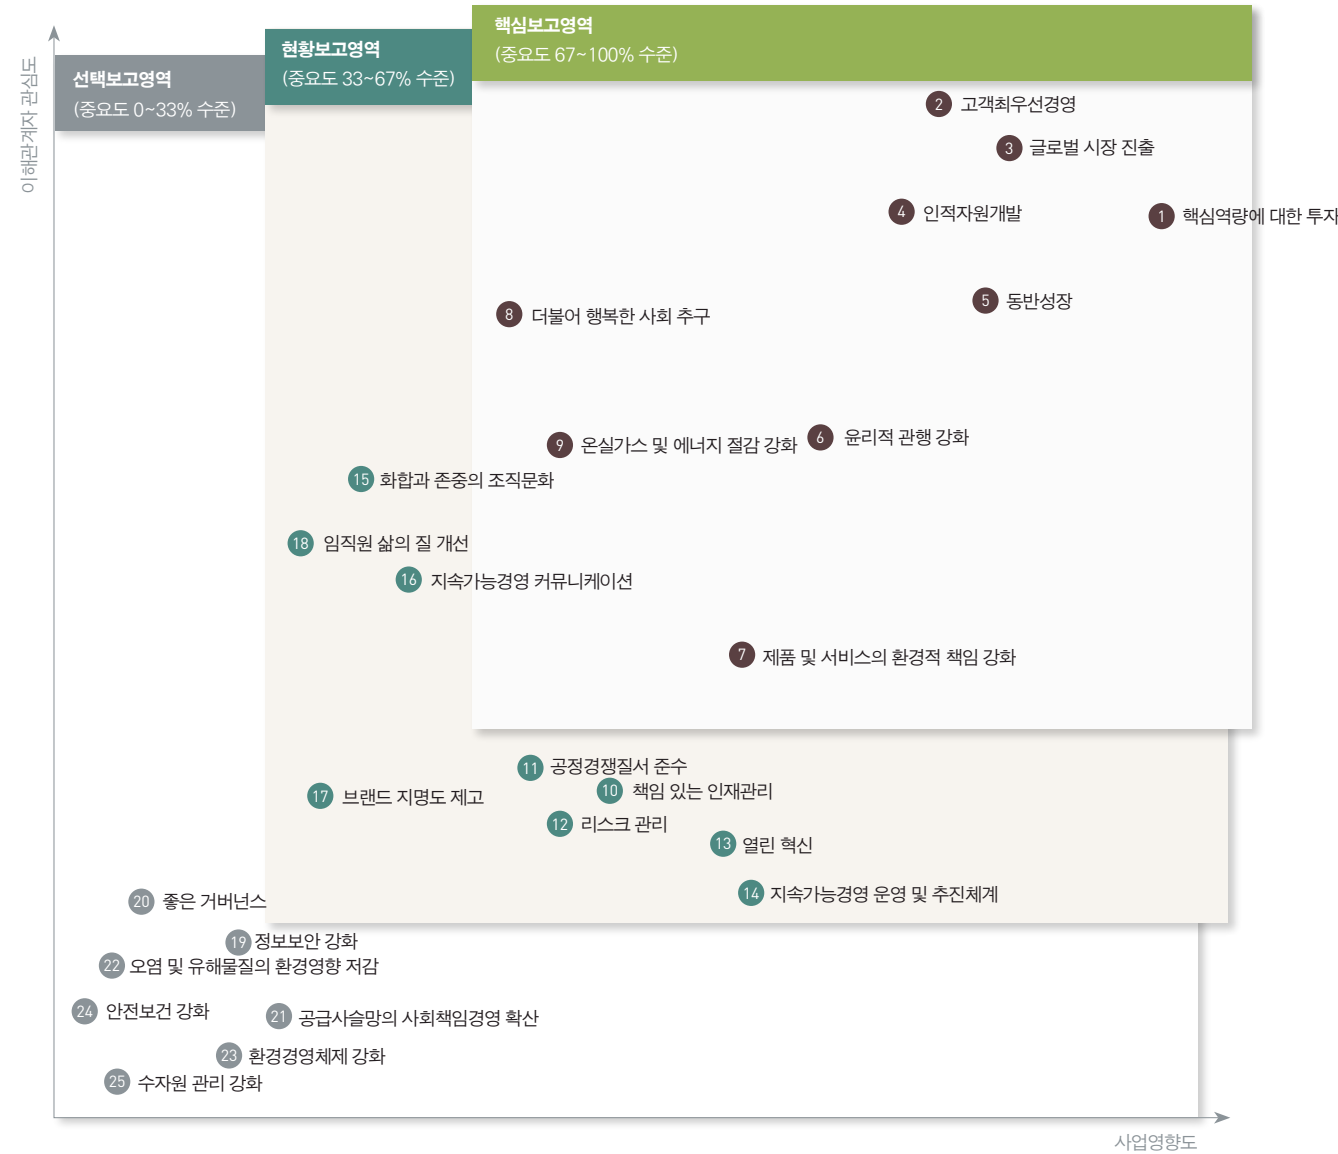 핵심보고영역
(중요도 67~100% 수준)
현황보고영역
(중요도 33~67% 수준)
선택보고영역
(중요도 0~33% 수준)
이해관계자 관심도
2 고객최우선경영
3 글로벌 시장 진출
4 인적자원개발
1 핵심역량에 대한 투자
5 동반성장
8 더불어 행복한 사회 추구
6 윤리적 관행 강화
9 온실가스 및 에너지 절감 강화
15 화합과 존중의 조직문화
18 임직원 삶의 질 개선
16 지속가능경영 커뮤니케이션
7 제품 및 서비스의 환경적 책임 강화
11 공정경쟁질서 준수
10 책임 있는 인재관리
17 브랜드 지명도 제고
12 리스크 관리
13 열린 혁신
14 지속가능경영 운영 및 추진체계
20 좋은 거버넌스
19 정보보안 강화
22 오염 및 유해물질의 환경영향 저감
24 안전보건 강화
21 공급사슬망의 사회책임경영 확산
23 환경경영체제 강화
25 수자원 관리 강화
사업영향도